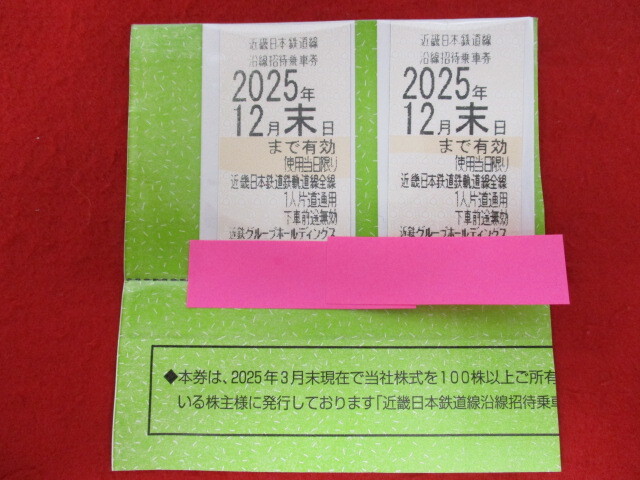 近畿日本鉄道線
沿線招待乗車券
2025年
12月末日
まで有効
使用当日限り
近畿日本鉄道鉄軌道線全線
1人片道通用
下車前途無効
近鉄グループホールディングス
近畿日本鉄道線
沿線招待乗車券
2025年
12月末日
まで有効
使用当日限り
近畿日本鉄道鉄軌道線全線
1人片道通用
下車前途無効
近鉄グループホールディングス
◆本券は、2025年3月末現在で当社株式を100株以上ご所有
いる株主様に発行しております「近畿日本鉄道線沿線招待乗車